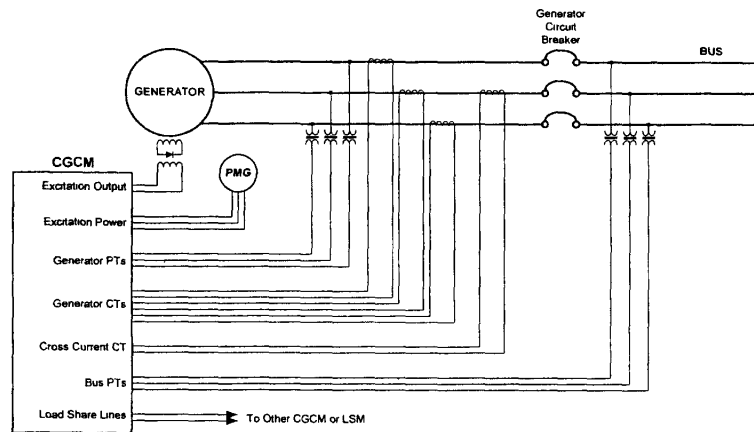 Generator
Circuit
Breaker
BUS
GENERATOR
CGCM
PMG
Excitation Output
Excitation Power
Generator PTs
Generator CTs
Cross Current CT
Bus PTs
Load Share Lines
To Other CGCM or LSM